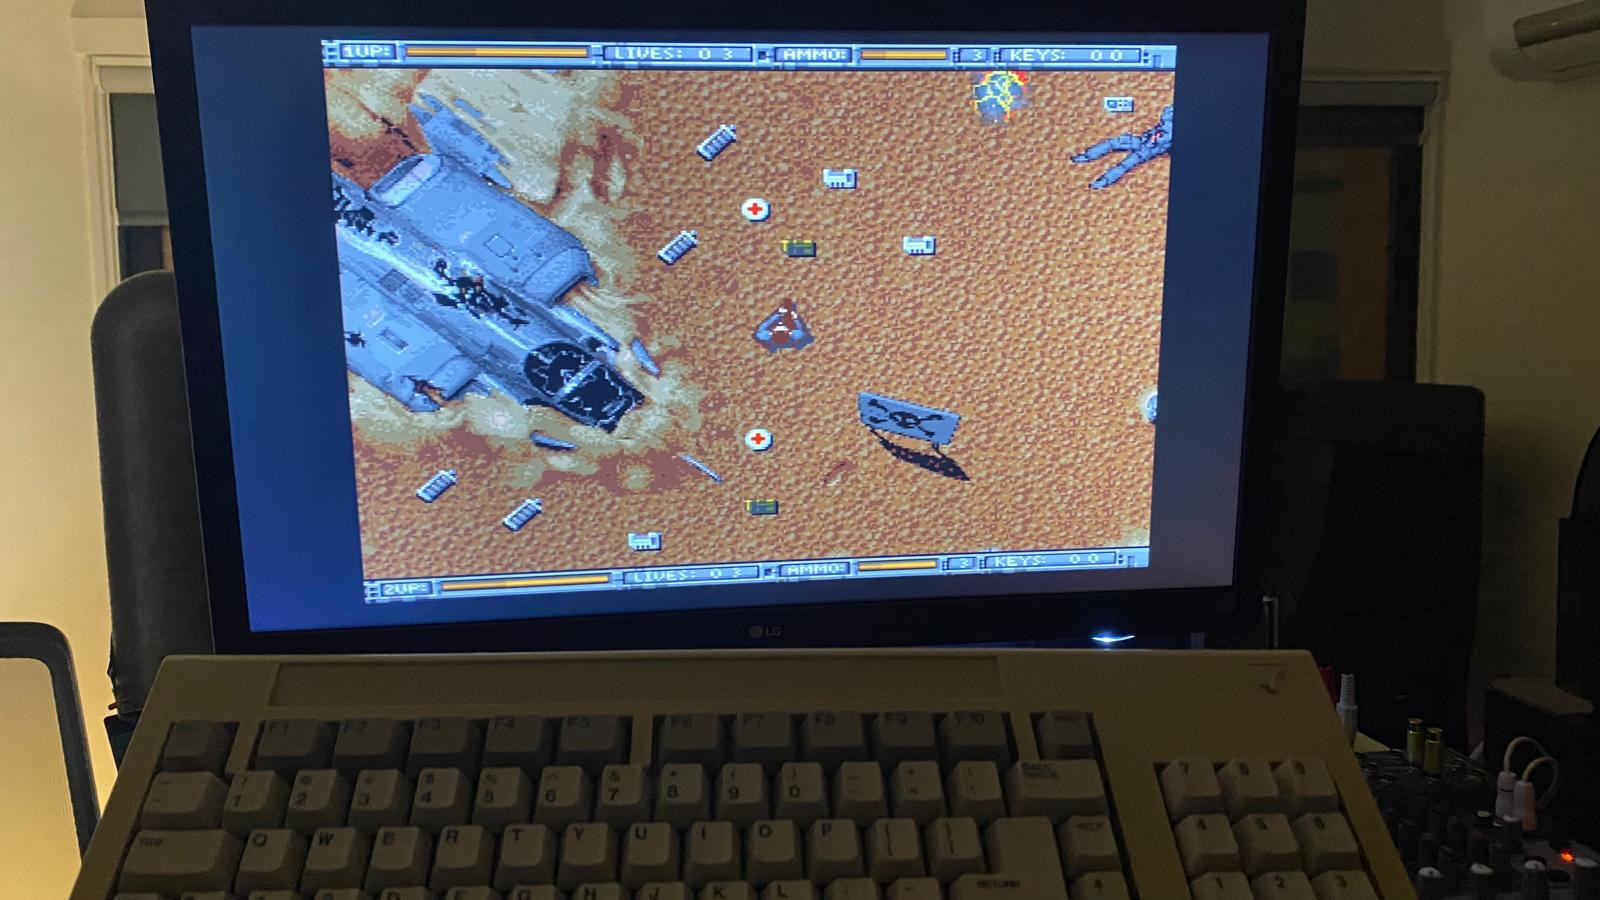 1UP: LIVES: 0 3 AMMO: 3 KEYS: 0 0
2UP: LIVES: 0 3 AMMO: 3 KEYS: 0 0
LG
F1 F2 F3 F4 F5 F6 F7 F8 F9 F10
! 1 @ 2 # 3 $ 4 % 5 ^ 6 & 7 * 8 ( 9 ) 0 BACK SPACE 7 8 9
Q W E R T Y U I O P 4 5 6
D F G H J K L RETURN 1 2 3